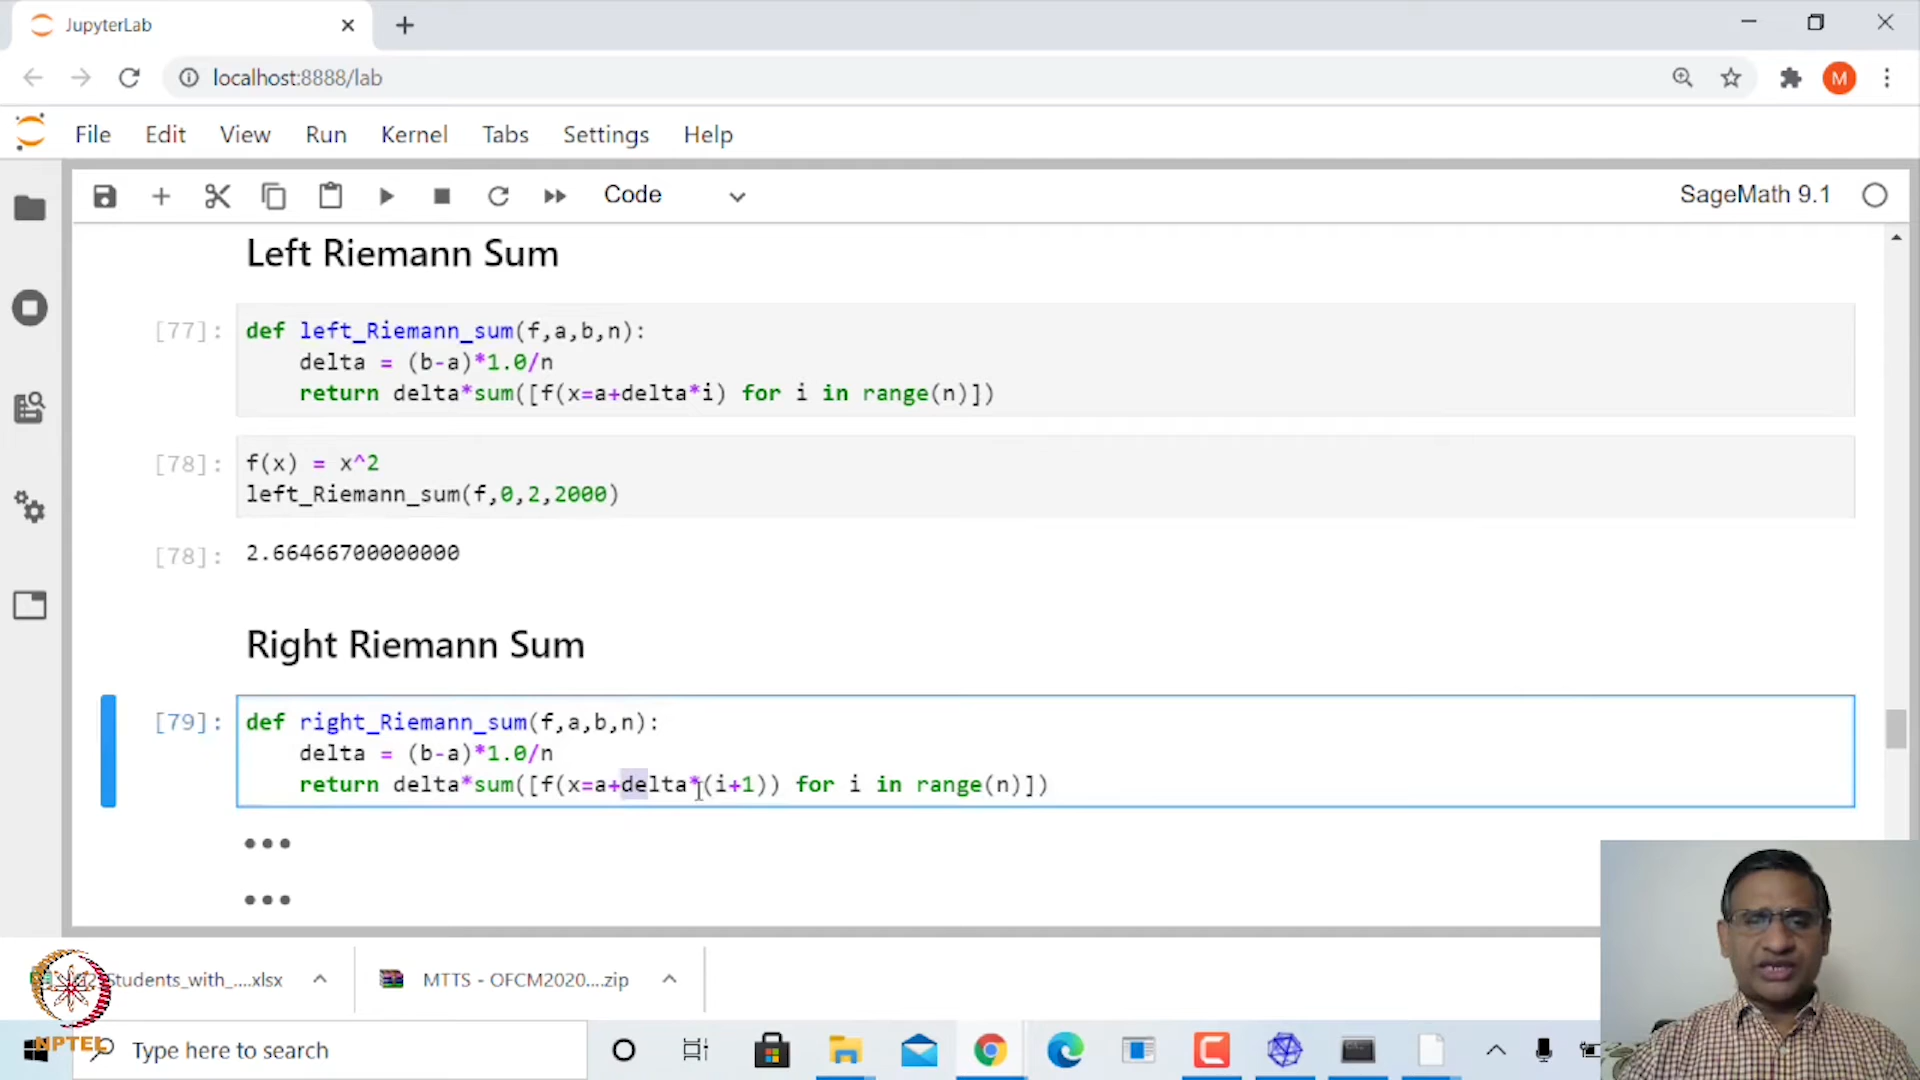 JupyterLab
localhost:8888/lab
M
File Edit View Run Kernel Tabs Settings Help
Code
SageMath 9.1
Left Riemann Sum
[77]: def left_Riemann_sum(f,a,b,n):
delta = (b-a)*1.0/n
return delta*sum([f(x=a+delta*i) for i in range(n)])
[78]: f(x) = x^2
left_Riemann_sum(f,0,2,2000)
[78]: 2.66466700000000
Right Riemann Sum
[79]: def right_Riemann_sum(f,a,b,n):
delta = (b-a)*1.0/n
return delta*sum([f(x=a+delta*(i+1)) for i in range(n)])
Students_with_....xlsx
MTTS - OFCM2020....zip
NPTEL
Type here to search